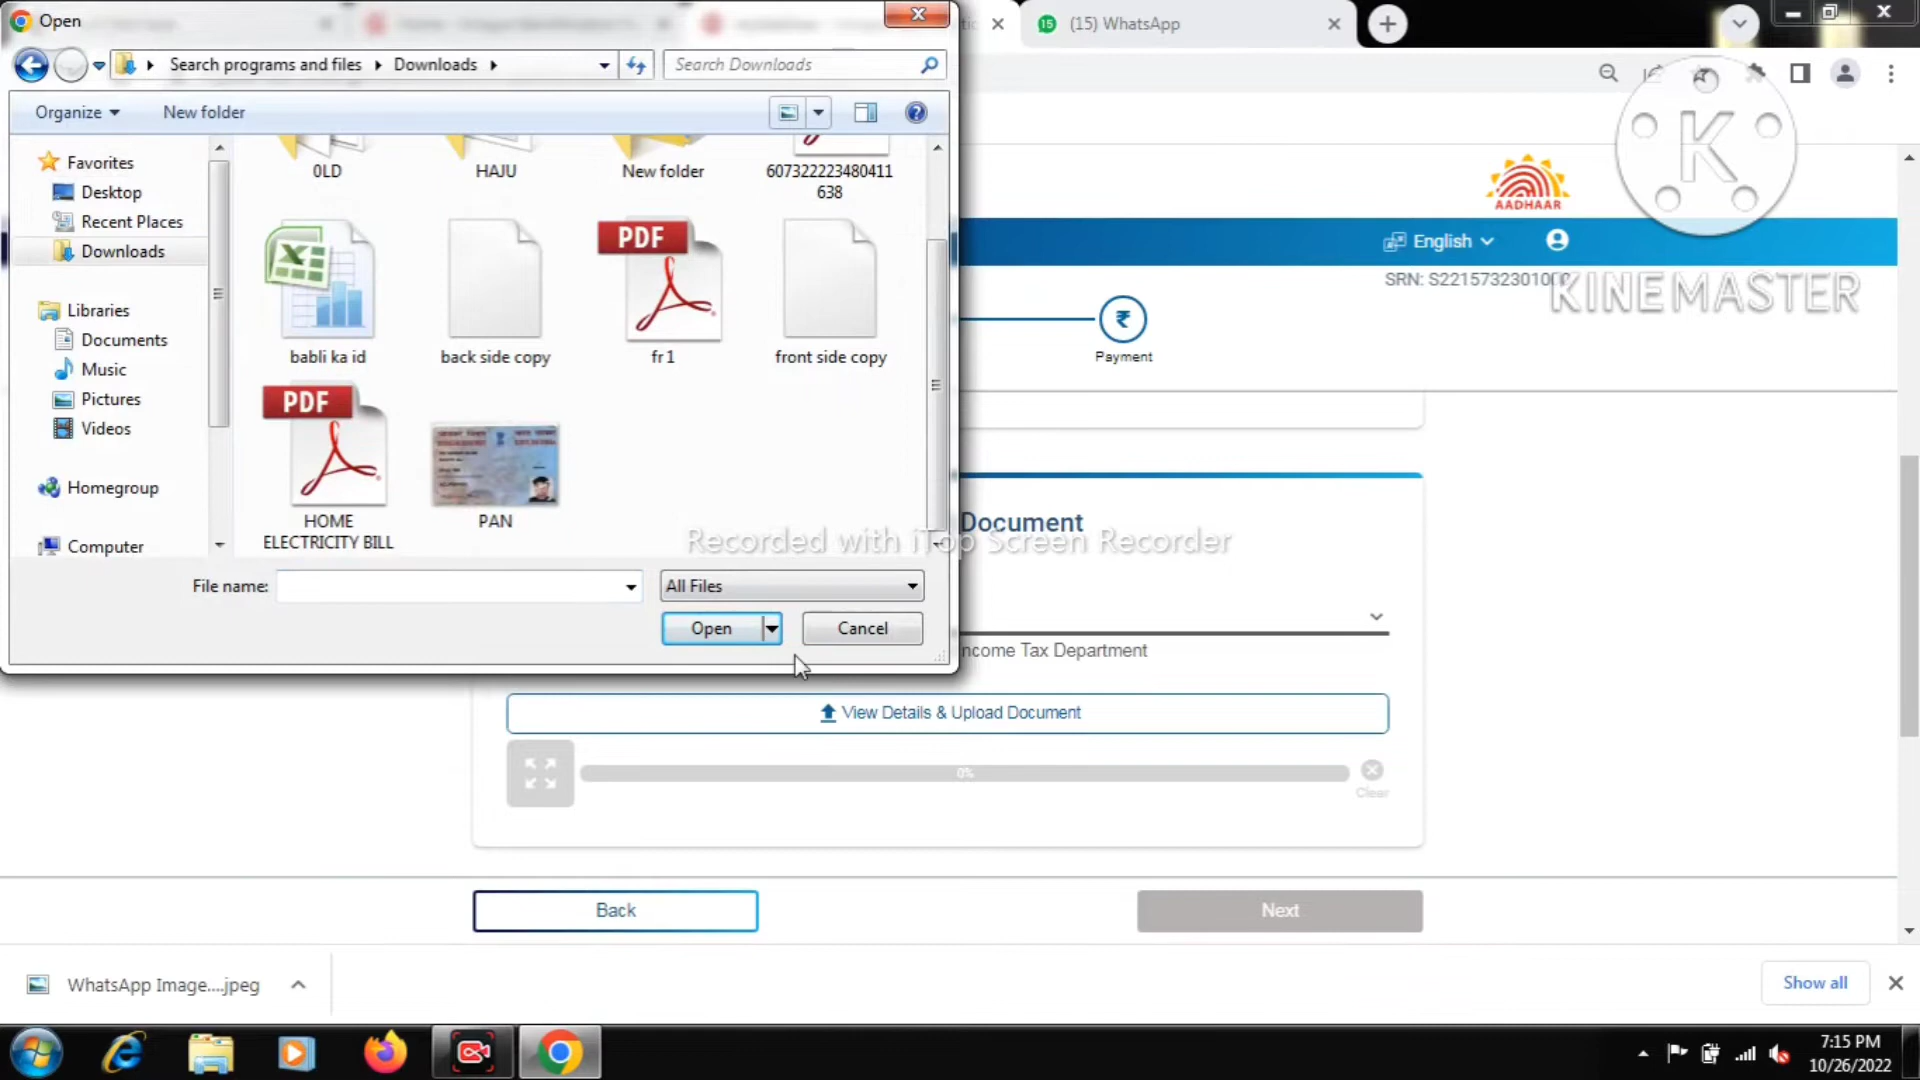 Open
(15) WhatsApp
Search programs and files
Downloads
Search Downloads
Organize
New folder
Favorites
Desktop
Recent Places
Downloads
Libraries
Documents
Music
Pictures
Videos
Homegroup
Computer
0LD
HAJU
New folder
607322223480411
638
babli ka id
back side copy
PDF
fr1
front side copy
PDF
HOME
ELECTRICITY BILL
PAN
File name:
All Files
Open
Cancel
K
AADHAAR
English
SRN: S2215732301
KINEMASTER
₹
Payment
Document
Recorded with iTop Screen Recorder
ncome Tax Department
View Details & Upload Document
0%
Clear
Back
Next
WhatsApp Image....jpeg
Show all
7:15 PM
10/26/2022